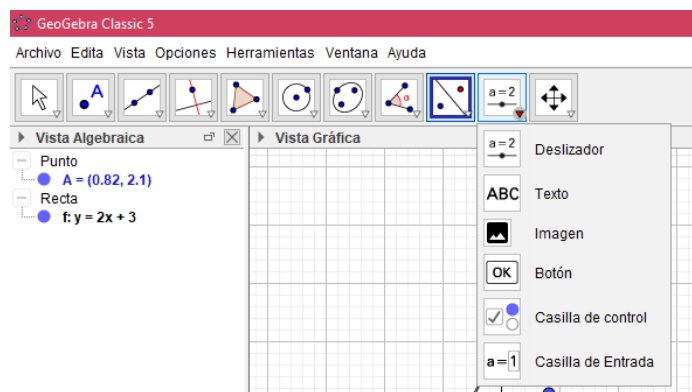 GeoGebra Classic 5
Archivo Edita Vista Opciones Herramientas Ventana Ayuda
A
α
a=2
Vista Algebraica
Vista Gráfica
Punto
A = (0.82, 2.1)
Recta
f: y = 2x + 3
a=2 Deslizador
ABC Texto
Imagen
OK Botón
Casilla de control
a=1 Casilla de Entrada